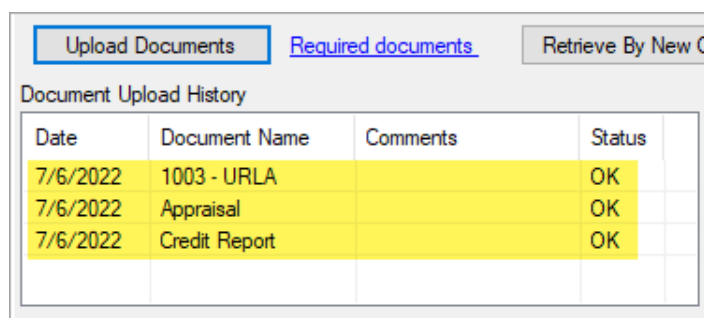 Upload Documents Required documents Retrieve By New
Document Upload History
Date Document Name Comments Status
7/6/2022 1003 - URLA OK
7/6/2022 Appraisal OK
7/6/2022 Credit Report OK